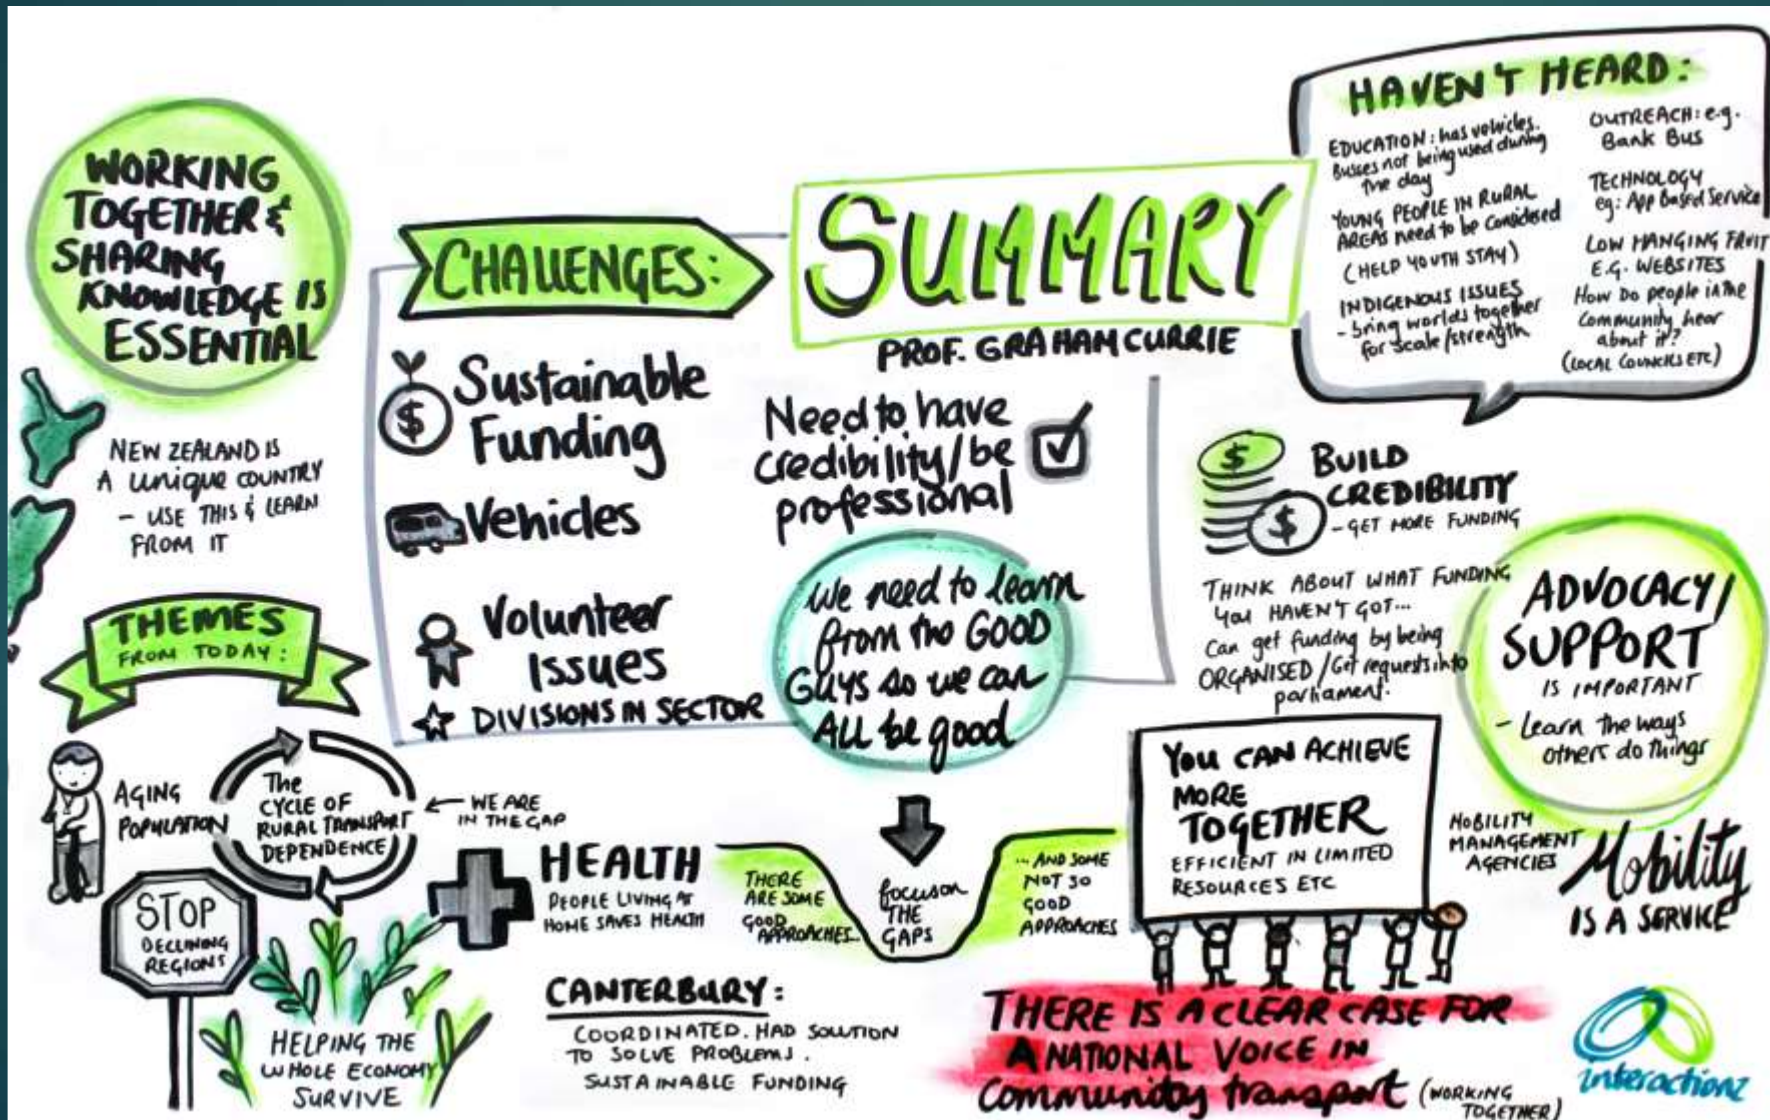 WORKING
TOGETHER &
SHARING
KNOWLEDGE IS
ESSENTIAL
NEW ZEALAND IS
A unique COUNTRY
- USE THIS & LEARN
FROM IT
THEMES
FROM TODAY:
AGING
POPULATION
The
CYCLE OF
RURAL TRANSPORT
DEPENDENCE
← WE ARE
IN THE GAP
STOP
DECLINING
REGIONS
HELPING THE
WHOLE ECONOMY
SURVIVE
HEALTH
PEOPLE LIVING AT
HOME SAVES HEALTH
CANTERBURY:
COORDINATED. HAD SOLUTION
TO SOLVE PROBLEMS.
SUSTAINABLE FUNDING
CHALLENGES:
$ Sustainable
Funding
Vehicles
Volunteer
Issues
DIVISIONS IN SECTOR
SUMMARY
PROF. GRAHAM CURRIE
Need to have
credibility/be
professional
We need to learn
from the GOOD
GUYS so we can
ALL be good
THERE
ARE SOME
GOOD
APPROACHES...
focus on
THE
GAPS
... AND SOME
NOT SO
GOOD
APPROACHES
HAVEN'T HEARD:
EDUCATION: has vehicles.
Busses not being used during
the day
YOUNG PEOPLE IN RURAL
AREAS need to be considered
(HELP YOUTH STAY)
INDIGENOUS ISSUES
- bring worlds together
for scale/strength
OUTREACH: e.g.
Bank Bus
TECHNOLOGY
eg: App Based Service
LOW HANGING FRUIT
E.G. WEBSITES
How Do people in the
Community hear
about it?
(LOCAL COUNCILS ETC)
$
$
BUILD
CREDIBILITY
- GET MORE FUNDING
THINK ABOUT WHAT FUNDING
YOU HAVEN'T GOT...
Can get funding by being
ORGANISED / Get requests into
parliament.
ADVOCACY/
SUPPORT
IS IMPORTANT
- Learn the ways
others do things
YOU CAN ACHIEVE
MORE
TOGETHER
EFFICIENT IN LIMITED
RESOURCES ETC
MOBILITY
MANAGEMENT
AGENCIES
Mobility
IS A SERVICE
THERE IS A CLEAR CASE FOR
A NATIONAL VOICE IN
Community transport (WORKING
TOGETHER)
interactionz